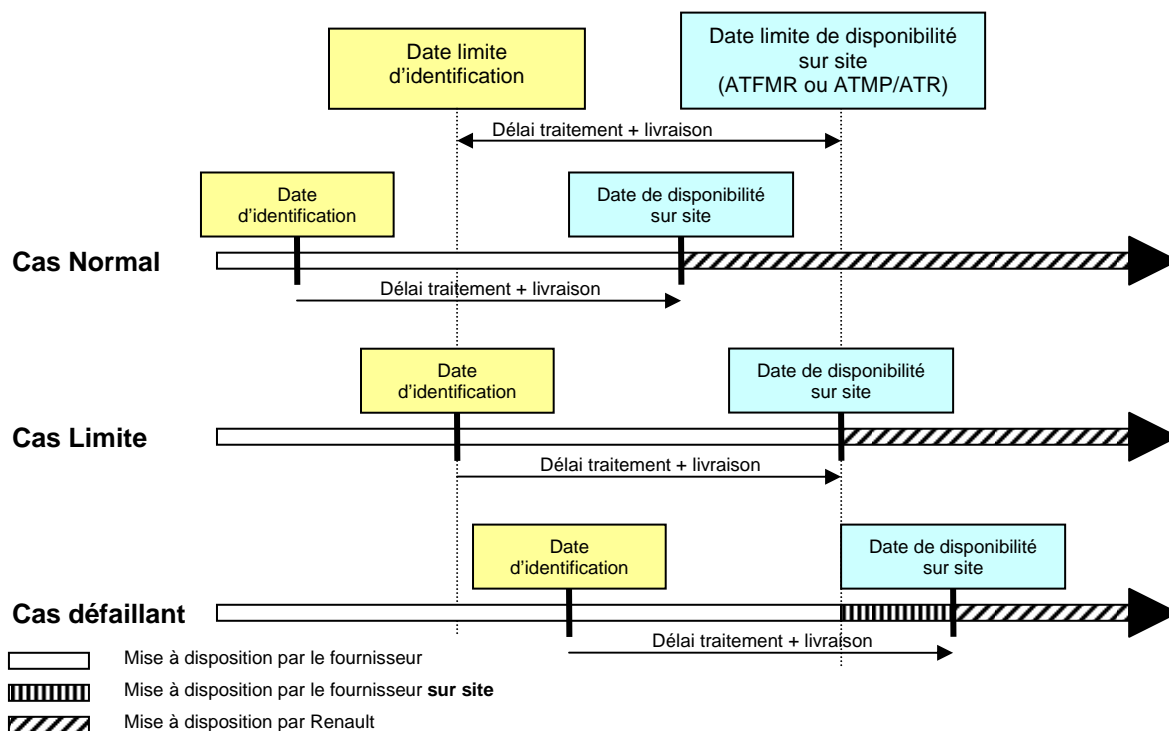 Date limite
d'identification
Date limite de disponibilité
sur site
(ATFMR ou ATMP/ATR)
Délai traitement + livraison
Date
d'identification
Date de disponibilité
sur site
Cas Normal
Délai traitement + livraison
Date
d'identification
Date de disponibilité
sur site
Cas Limite
Délai traitement + livraison
Date
d'identification
Date de disponibilité
sur site
Cas défaillant
Délai traitement + livraison
Mise à disposition par le fournisseur
Mise à disposition par le fournisseur sur site
Mise à disposition par Renault